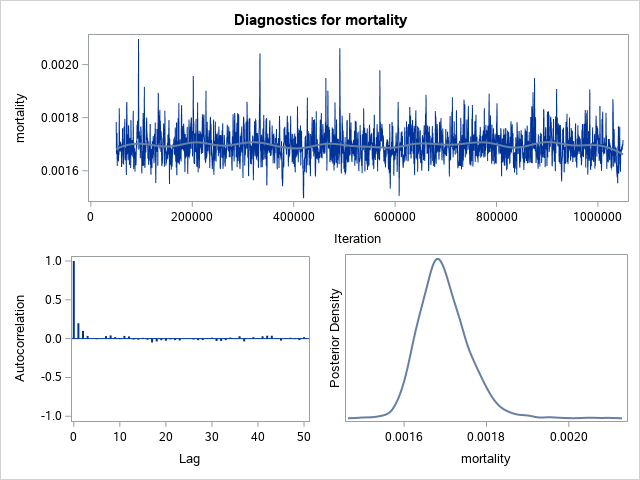 Diagnostics for mortality
mortality
0.0020
0.0018
0.0016
0 200000 400000 600000 800000 1000000
Iteration
Autocorrelation
1.0
0.5
0.0
-0.5
-1.0
0 10 20 30 40 50
Lag
Posterior Density
0.0016 0.0018 0.0020
mortality